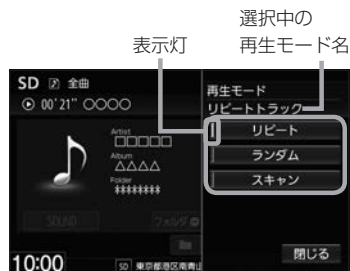 選択中の
再生モード名
表示灯
SD 全曲
00'21" ○○○○
Artist
□□□□□
Album
△△△△
Folder
********
SOUND
フォルダ
10:00
SD 東京都港区南青山
再生モード
リピートトラック
リピート
ランダム
スキャン
閉じる